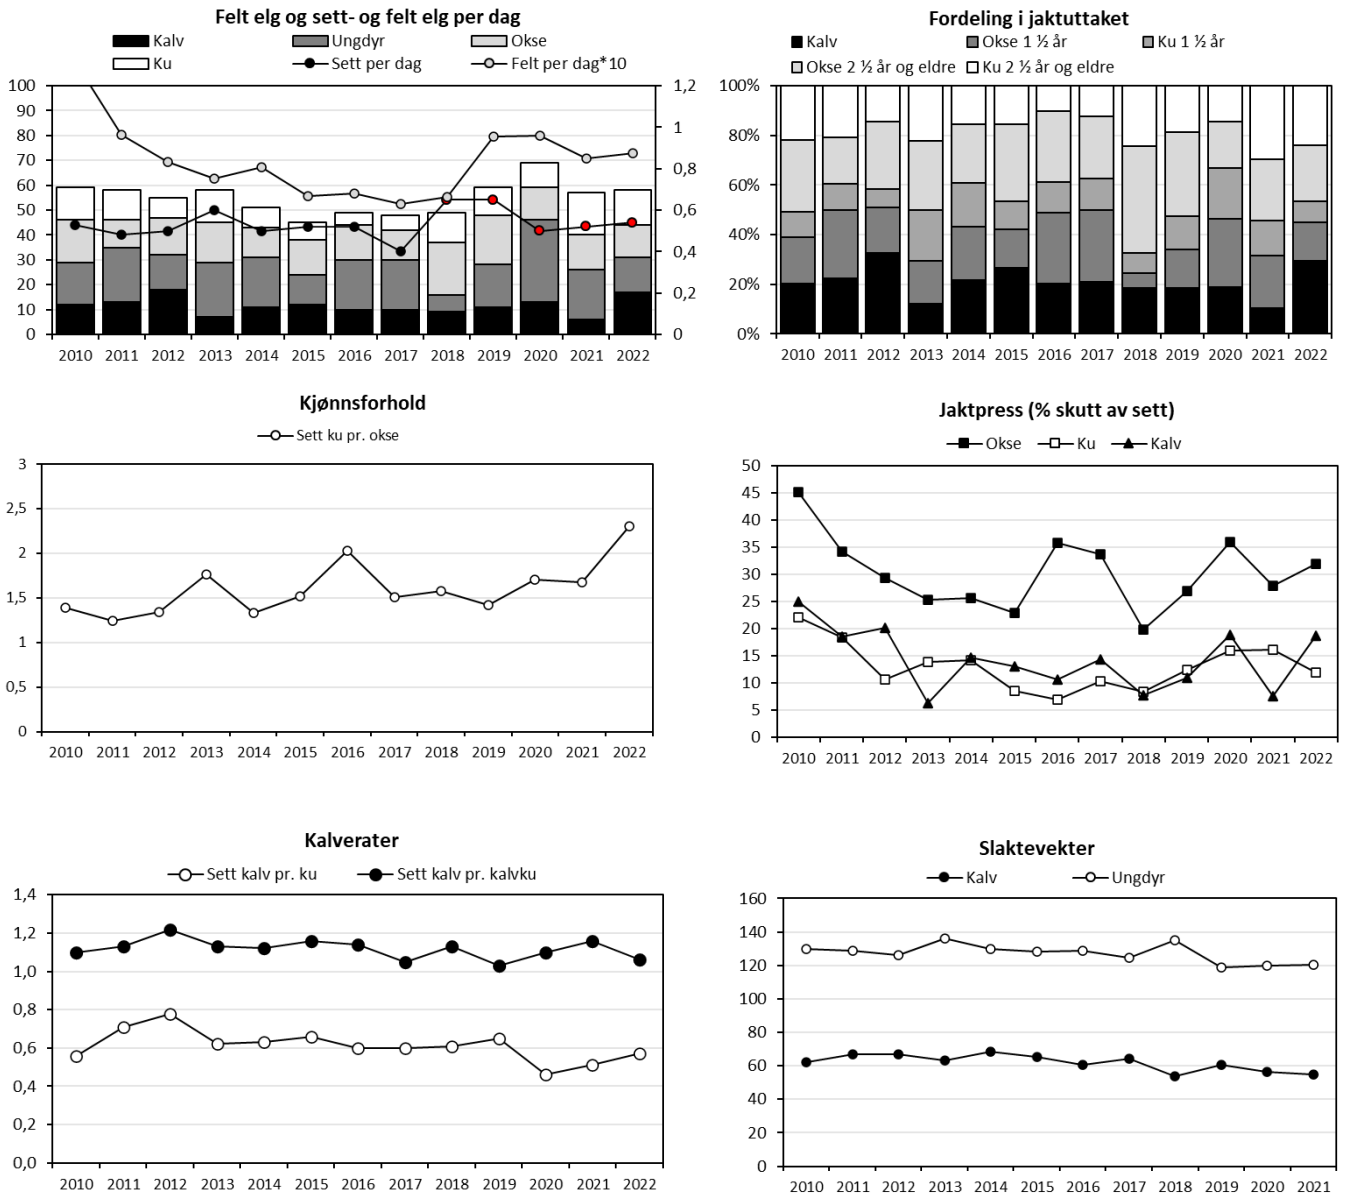 Felt elg og sett- og felt elg per dag
Kalv Ungdyr Okse
Ku Sett per dag Felt per dag*10
100 1,2
90
80 1
70 0,8
60
50 0,6
40 0,4
30
20 0,2
10
0 0
2010 2011 2012 2013 2014 2015 2016 2017 2018 2019 2020 2021 2022
Fordeling i jaktuttaket
Kalv Okse 1 ½ år Ku 1 ½ år
Okse 2 ½ år og eldre Ku 2 ½ år og eldre
100%
80%
60%
40%
20%
0%
2010 2011 2012 2013 2014 2015 2016 2017 2018 2019 2020 2021 2022
Kjønnsforhold
Sett ku pr. okse
3
2,5
2
1,5
1
0,5
0
2010 2011 2012 2013 2014 2015 2016 2017 2018 2019 2020 2021 2022
Jaktpress (% skutt av sett)
Okse Ku Kalv
50
45
40
35
30
25
20
15
10
5
0
2010 2011 2012 2013 2014 2015 2016 2017 2018 2019 2020 2021 2022
Kalverater
Sett kalv pr. ku Sett kalv pr. kalvku
1,4
1,2
1,0
0,8
0,6
0,4
0,2
0,0
2010 2011 2012 2013 2014 2015 2016 2017 2018 2019 2020 2021 2022
Slaktevekter
Kalv Ungdyr
160
140
120
100
80
60
40
20
0
2010 2011 2012 2013 2014 2015 2016 2017 2018 2019 2020 2021